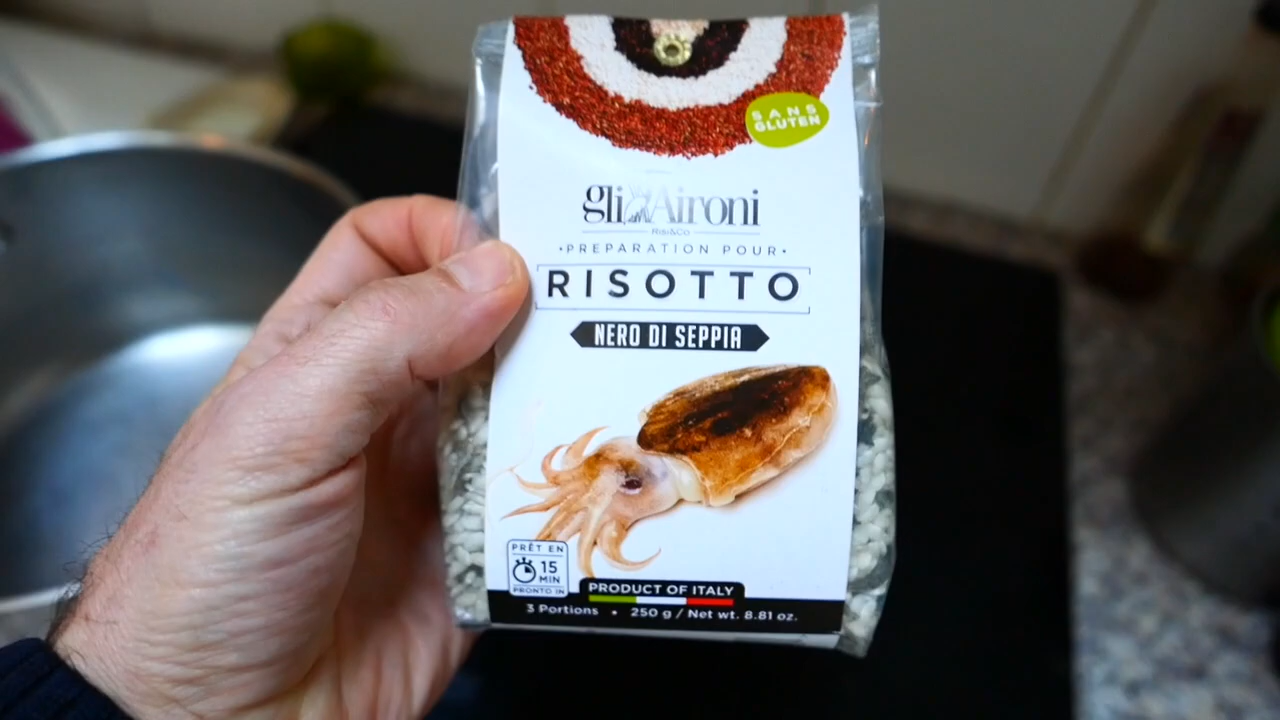 SANS
GLUTEN
gli Aironi
Risi&Co
•PREPARATION POUR•
RISOTTO
NERO DI SEPPIA
PRÊT EN
15
MIN
PRONTO IN
PRODUCT OF ITALY
3 Portions • 250 g / Net wt. 8.81 oz.